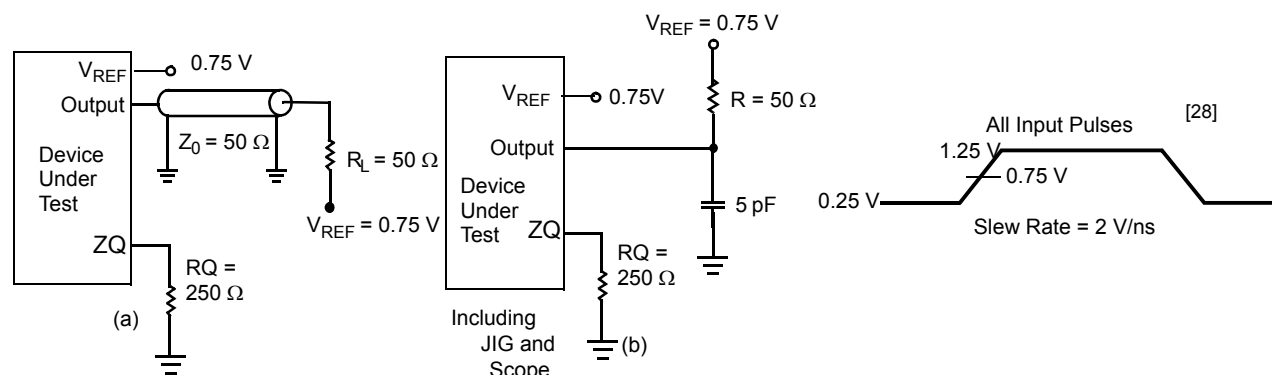 V_REF 0.75 V
Output
Z_0 = 50 Ω
Device
Under
Test
R_L = 50 Ω
V_REF = 0.75 V
ZQ
RQ =
250 Ω
(a)
V_REF = 0.75 V
R = 50 Ω
V_REF 0.75V
Output
Device
Under
Test
5 pF
ZQ
RQ =
250 Ω
Including
JIG and
Scope
(b)
[28]
All Input Pulses
1.25 V
0.75 V
0.25 V
Slew Rate = 2 V/ns